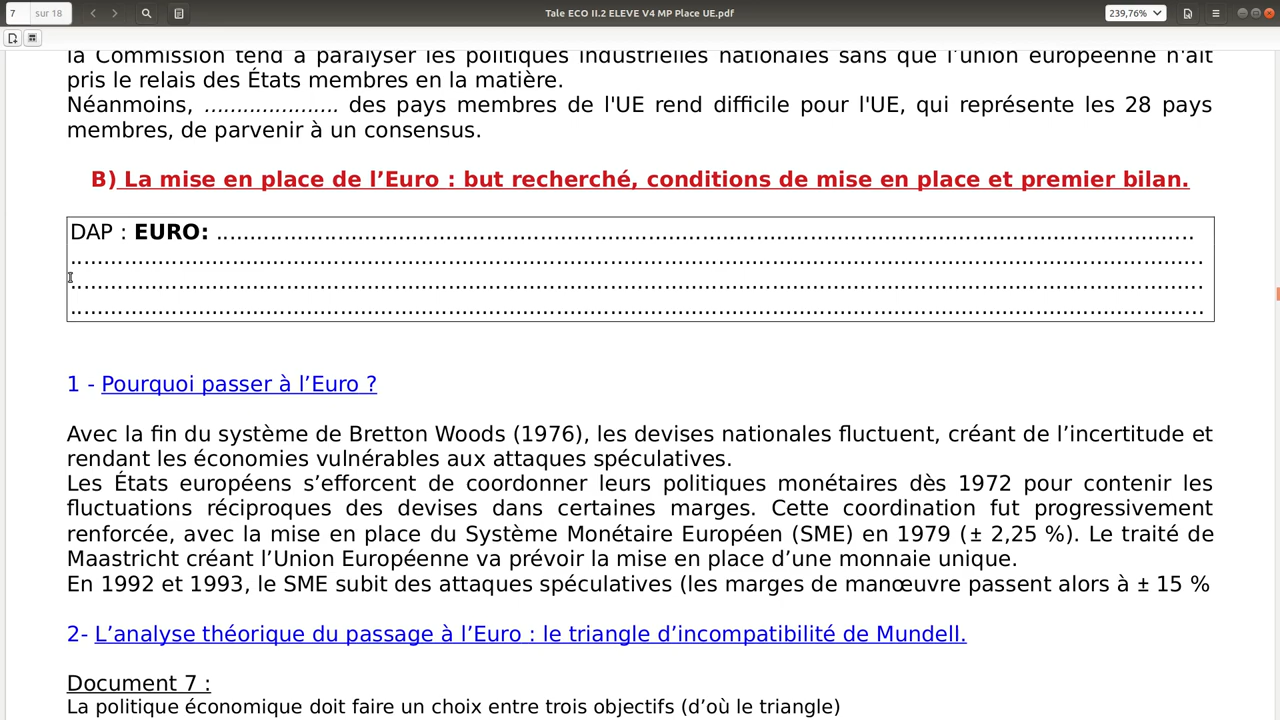 7
sur 18
Tale ECO II.2 ELEVE V4 MP Place UE.pdf
239,76%
la Commission tend à paralyser les politiques industrielles nationales sans que l’union européenne n'ait
pris le relais des États membres en la matière.
Néanmoins, ..................... des pays membres de l'UE rend difficile pour l'UE, qui représente les 28 pays
membres, de parvenir à un consensus.
B) La mise en place de l’Euro : but recherché, conditions de mise en place et premier bilan.
DAP : EURO: ..................................................................................................................................................
.........................................................................................................................................................................
.........................................................................................................................................................................
.........................................................................................................................................................................
1 - Pourquoi passer à l’Euro ?
Avec la fin du système de Bretton Woods (1976), les devises nationales fluctuent, créant de l’incertitude et
rendant les économies vulnérables aux attaques spéculatives.
Les États européens s’efforcent de coordonner leurs politiques monétaires dès 1972 pour contenir les
fluctuations réciproques des devises dans certaines marges. Cette coordination fut progressivement
renforcée, avec la mise en place du Système Monétaire Européen (SME) en 1979 (± 2,25 %). Le traité de
Maastricht créant l’Union Européenne va prévoir la mise en place d’une monnaie unique.
En 1992 et 1993, le SME subit des attaques spéculatives (les marges de manœuvre passent alors à ± 15 %
2- L’analyse théorique du passage à l’Euro : le triangle d’incompatibilité de Mundell.
Document 7 :
La politique économique doit faire un choix entre trois objectifs (d’où le triangle)